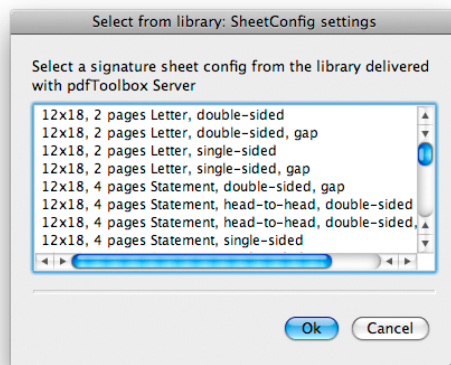 Select from library: SheetConfig settings
Select a signature sheet config from the library delivered
with pdfToolbox Server
12x18, 2 pages Letter, double-sided
12x18, 2 pages Letter, double-sided, gap
12x18, 2 pages Letter, single-sided
12x18, 2 pages Letter, single-sided, gap
12x18, 4 pages Statement, double-sided, gap
12x18, 4 pages Statement, head-to-head, double-sided
12x18, 4 pages Statement, head-to-head, double-sided,
12x18, 4 pages Statement, single-sided
Ok Cancel